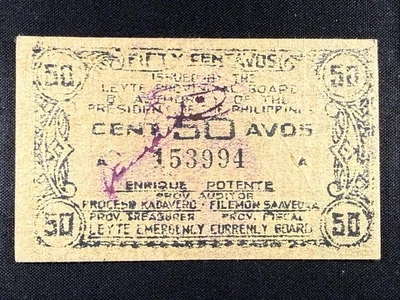 50 FIFTY CENTAVOS 50
ISSUED BY THE
LEYTE PROVINCIAL BOARD
BY AUTHORITY OF THE
PRESIDENT OF THE PHILIPPINES
CENT 50 AVOS
A 153994 A
ENRIQUE POTENTE
PROV. AUDITOR
KADAVERO - FILEMON SAAVEDRA
PROV. TREASURER PROV. FISCAL
50 LEYTE EMERGENCY CURRENCY BOARD 50